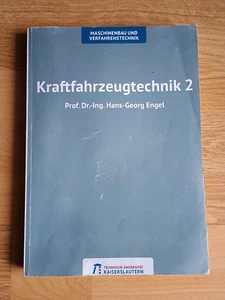 MASCHINENBAU UND
VERFAHRENSTECHNIK
Kraftfahrzeugtechnik 2
Prof. Dr.-Ing. Hans-Georg Engel
TECHNISCHE UNIVERSITÄT
KAISERSLAUTERN